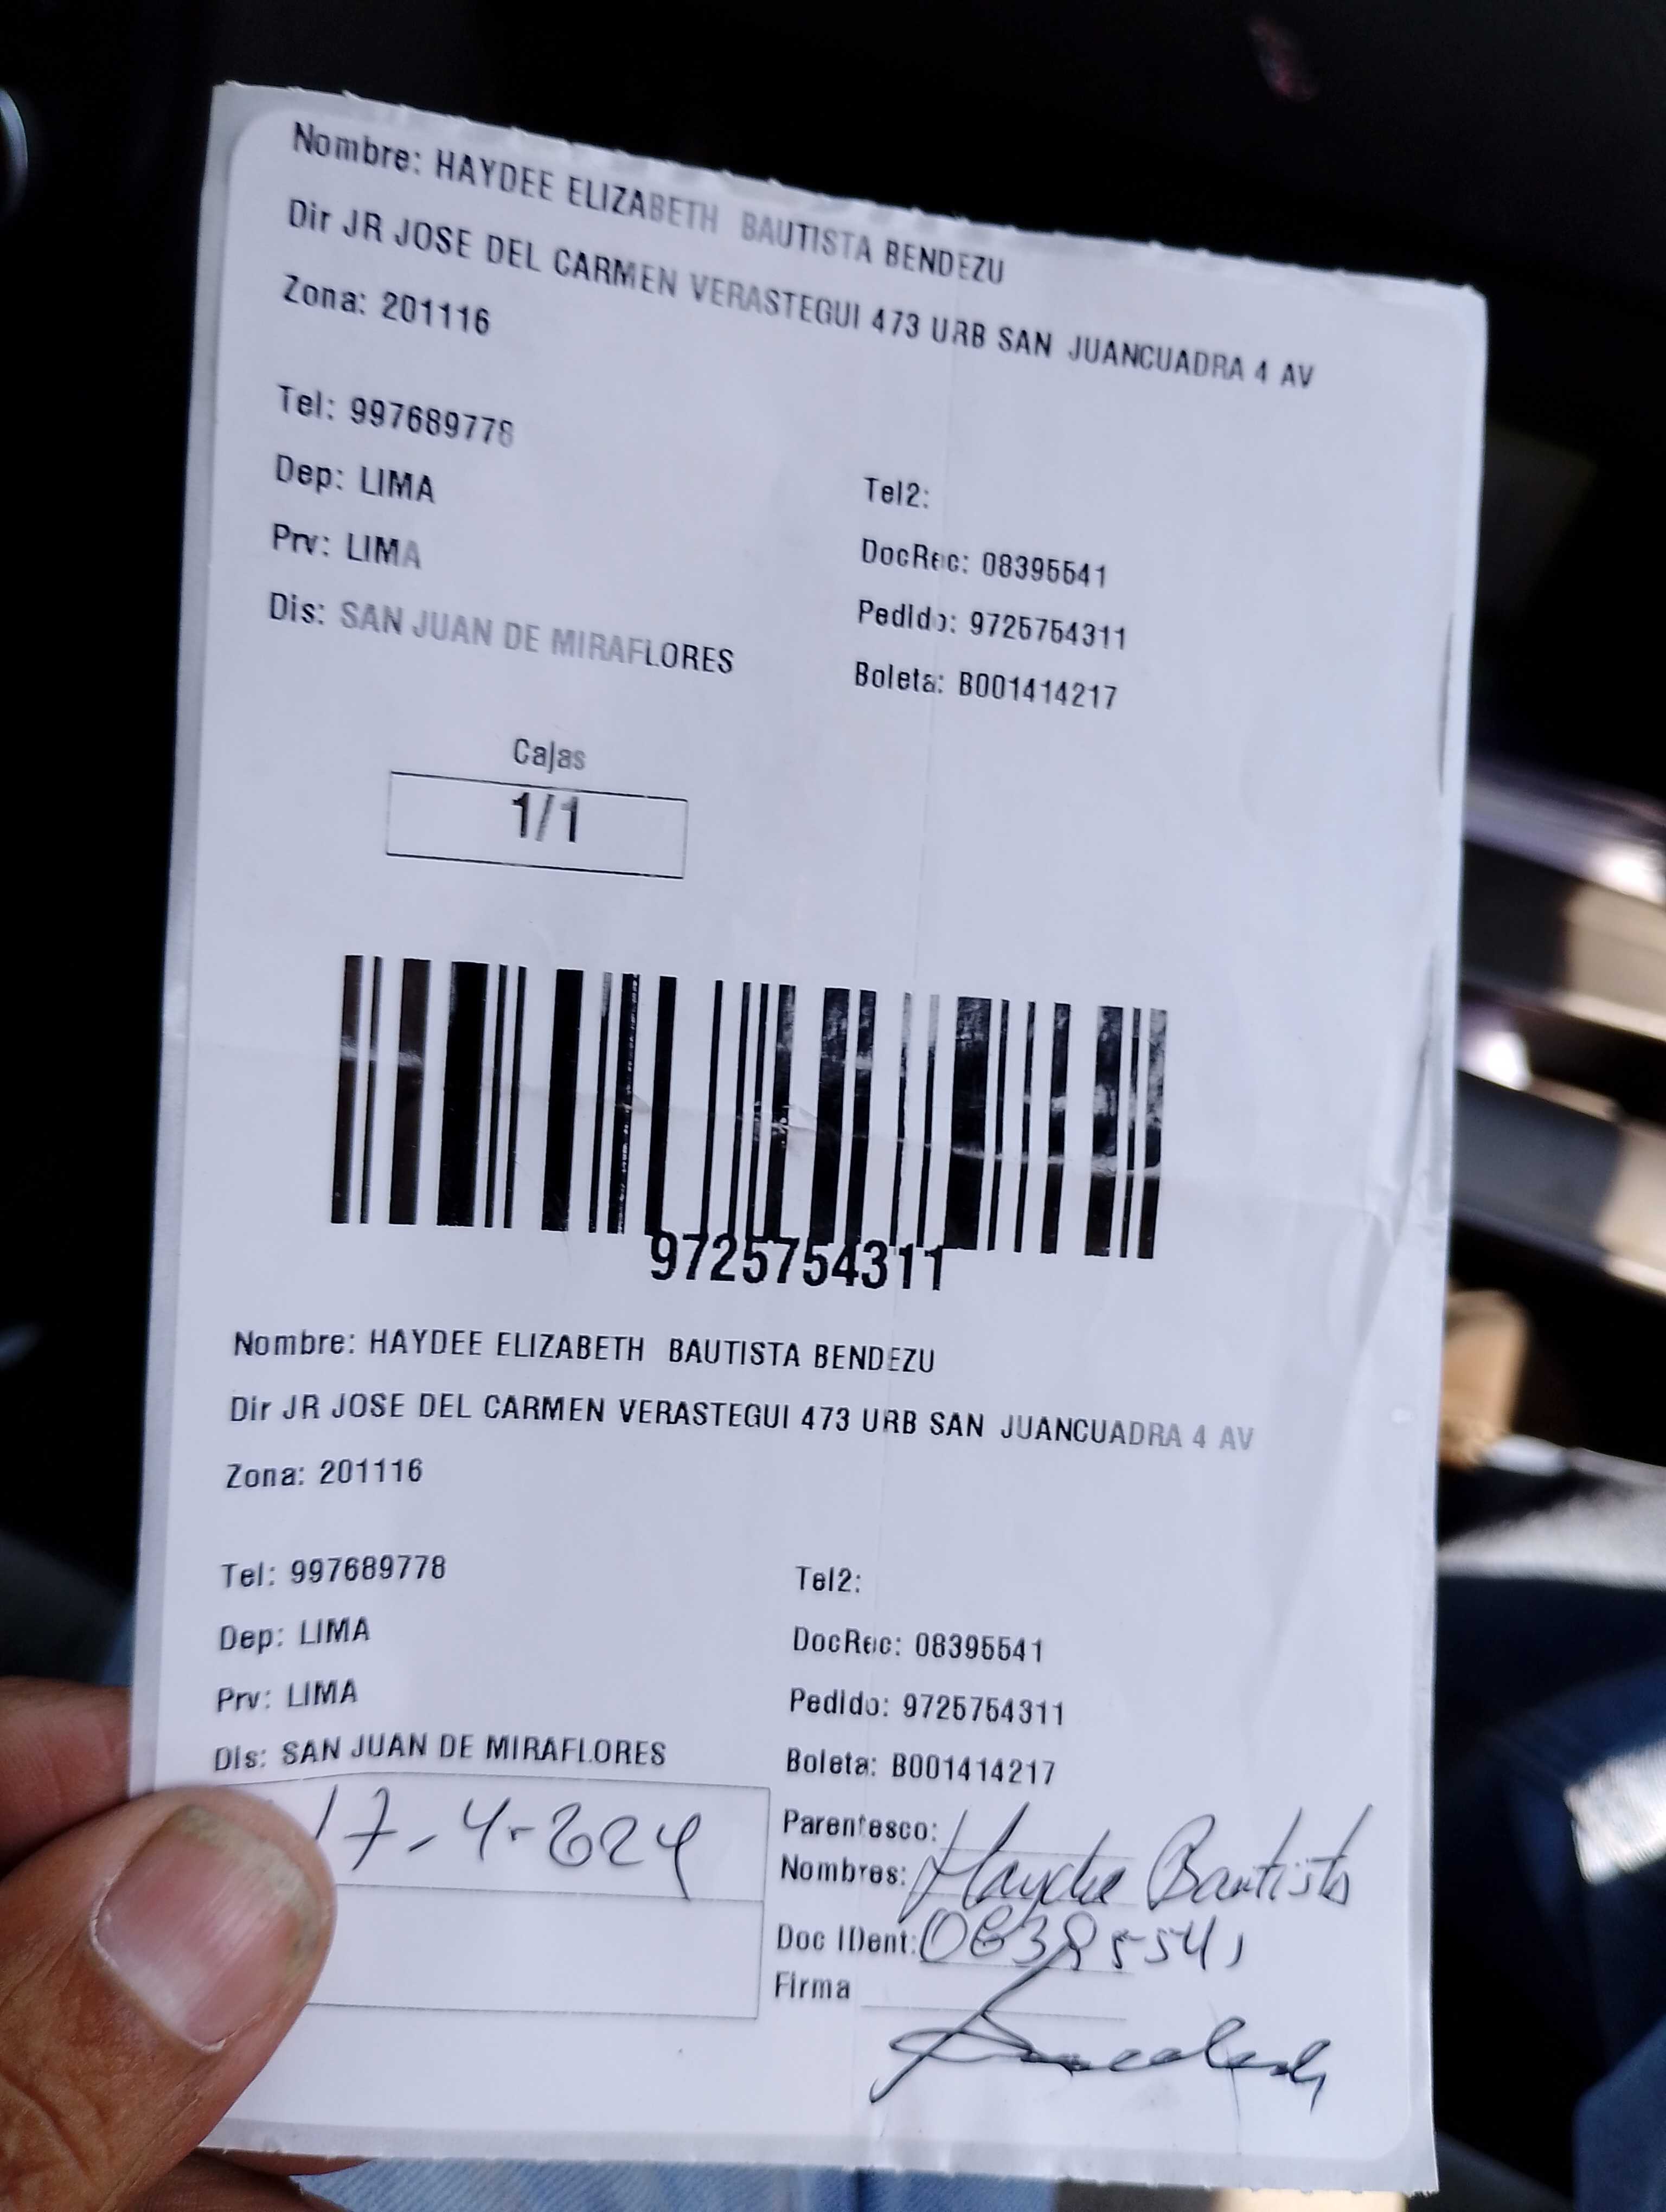 Nombre: HAYDEE ELIZABETH BAUTISTA BENDEZU
Dir JR JOSE DEL CARMEN VERASTEGUI 473 URB SAN JUANCUADRA 4 AV
Zona: 201116
Tel: 997689778
Tel2:
Dep: LIMA
DocRec: 08395541
Prv: LIMA
Pedido: 9725754311
Dis: SAN JUAN DE MIRAFLORES
Boleta: B001414217
Cajas
1/1
9725754311
Nombre: HAYDEE ELIZABETH BAUTISTA BENDEZU
Dir JR JOSE DEL CARMEN VERASTEGUI 473 URB SAN JUANCUADRA 4 AV
Zona: 201116
Tel: 997689778
Tel2:
Dep: LIMA
DocRec: 08395541
Prv: LIMA
Pedido: 9725754311
Dis: SAN JUAN DE MIRAFLORES
Boleta: B001414217
17-4-224
Parentesco:
Nombres: Haydee Bautista
Doc IDent: 08395541
Firma